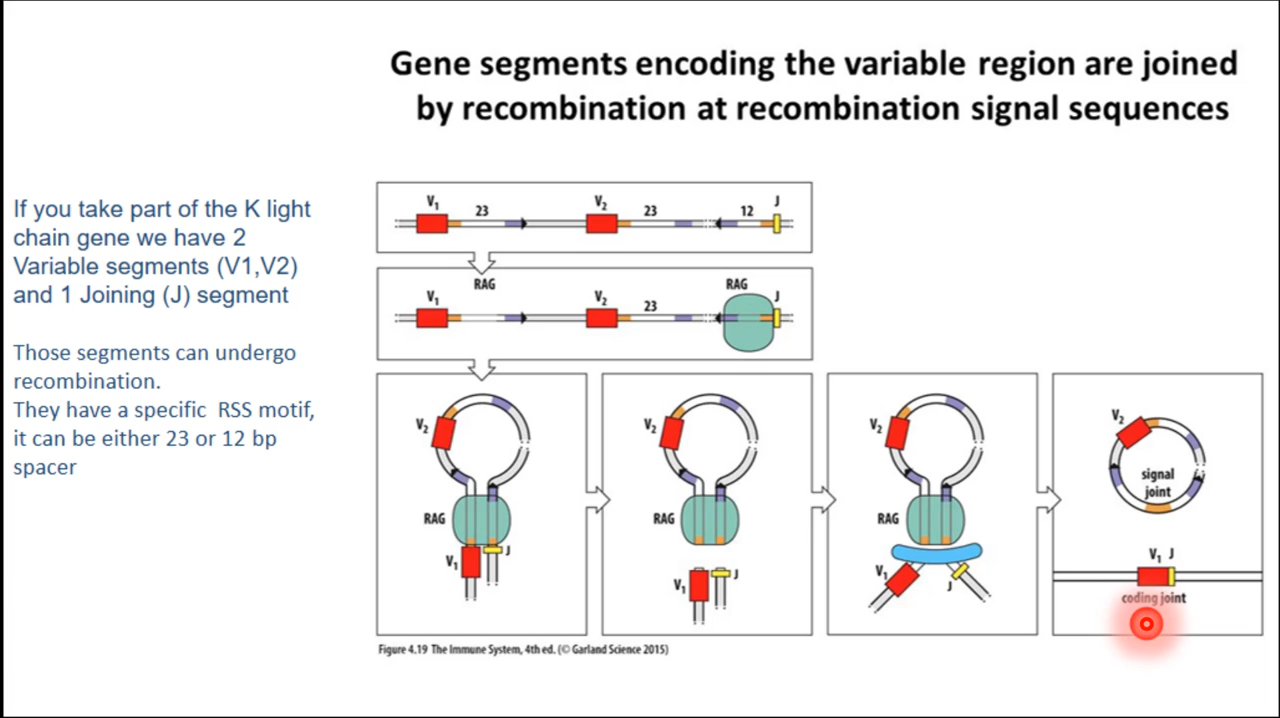 Gene segments encoding the variable region are joined
by recombination at recombination signal sequences
If you take part of the K light
chain gene we have 2
Variable segments (V1,V2)
and 1 Joining (J) segment
Those segments can undergo
recombination.
They have a specific RSS motif,
it can be either 23 or 12 bp
spacer
V1 23 V2 23 12 J
RAG RAG
V1 V2 23 J
V2
RAG
V1 J
V2
RAG
V1 J
V2
RAG
V1 J
V2
signal
joint
V1 J
coding joint
Figure 4.19 The Immune System, 4th ed. (© Garland Science 2015)